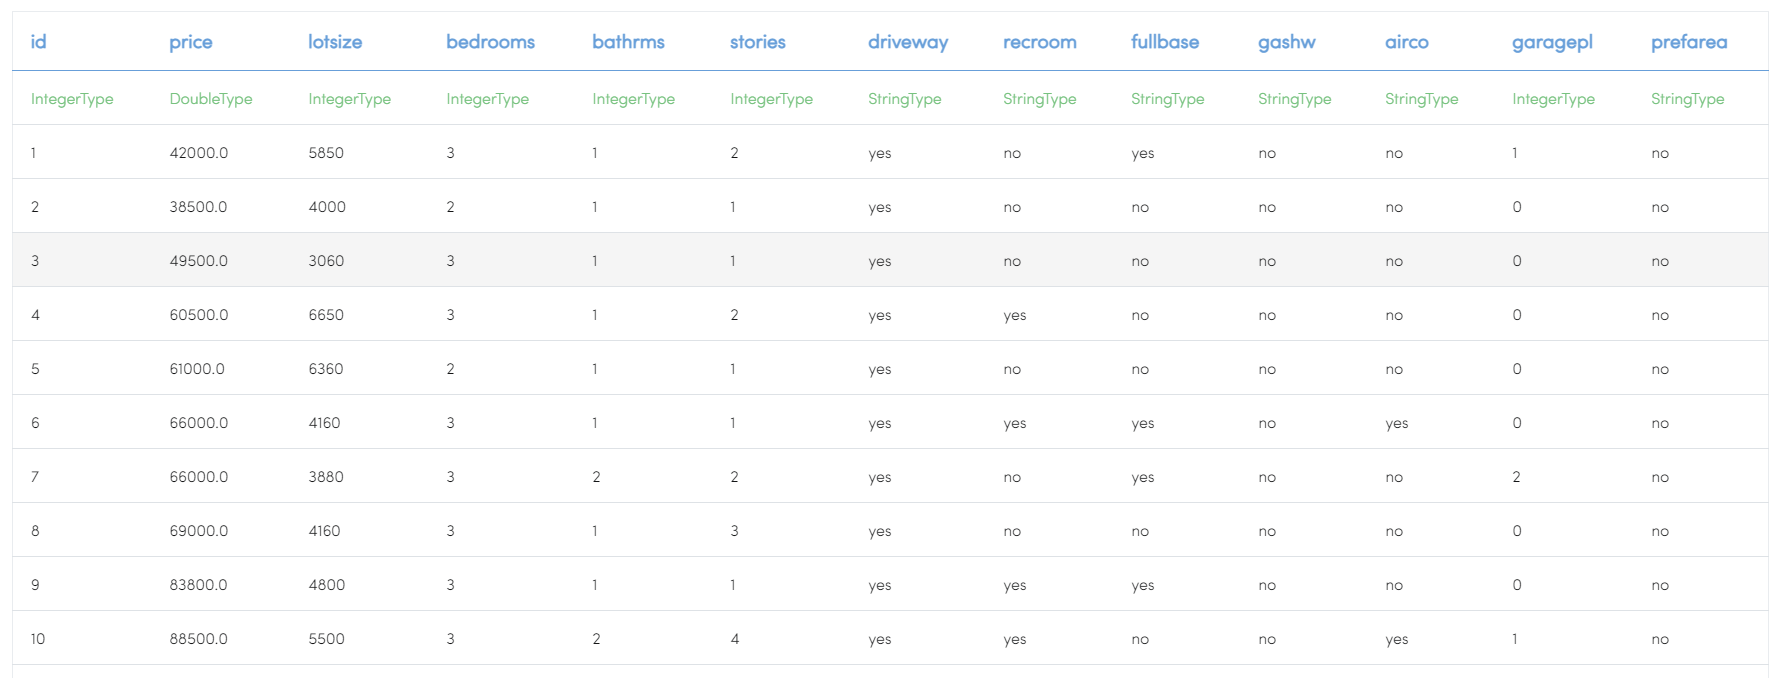 id price lotsize bedrooms bathrms stories driveway recroom fullbase gashw airco garagepl prefarea
IntegerType DoubleType IntegerType IntegerType IntegerType IntegerType StringType StringType StringType StringType StringType IntegerType StringType
1 42000.0 5850 3 1 2 yes no yes no no 1 no
2 38500.0 4000 2 1 1 yes no no no no 0 no
3 49500.0 3060 3 1 1 yes no no no no 0 no
4 60500.0 6650 3 1 2 yes yes no no no 0 no
5 61000.0 6360 2 1 1 yes no no no no 0 no
6 66000.0 4160 3 1 1 yes yes yes no yes 0 no
7 66000.0 3880 3 2 2 yes no yes no no 2 no
8 69000.0 4160 3 1 3 yes no no no no 0 no
9 83800.0 4800 3 1 1 yes yes yes no no 0 no
10 88500.0 5500 3 2 4 yes yes no no yes 1 no